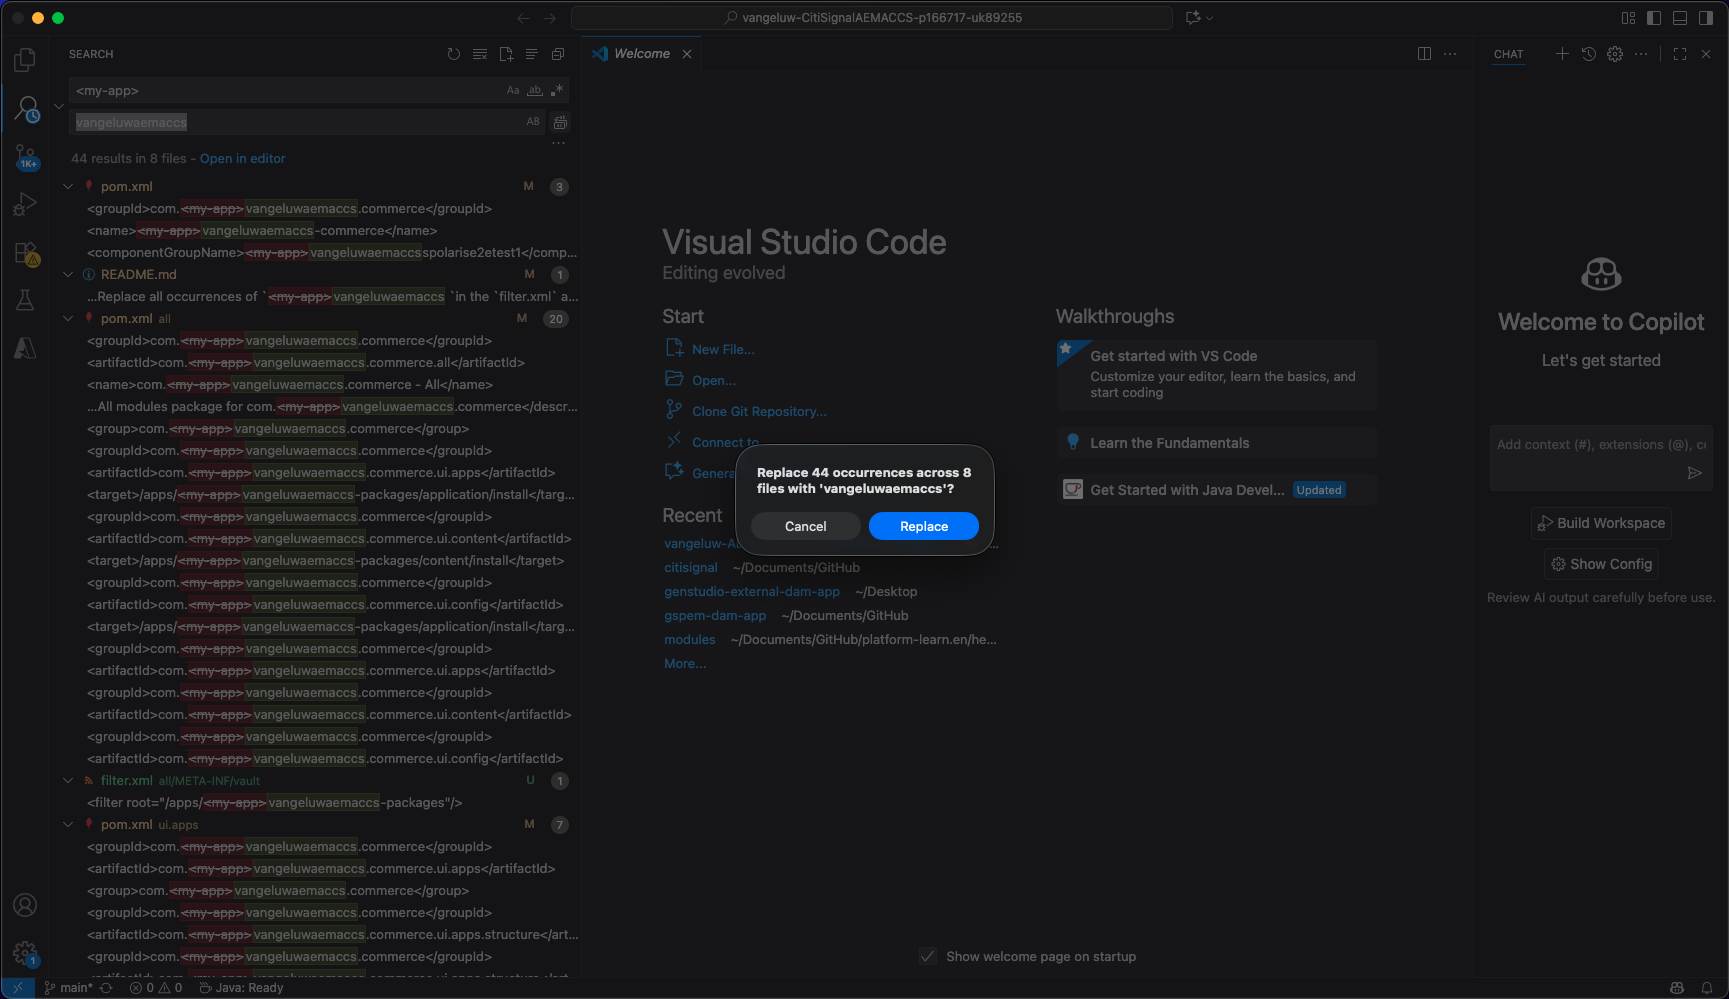 vangeluw-CitiSignalAEMACCS-p166717-uk89255
SEARCH
<my-app>
Aa
ab
vangeluwaemaccs
AB
44 results in 8 files - Open in editor
pom.xml M 3
<groupId>com.<my-app>vangeluwaemaccs.commerce</groupId>
<name><my-app>vangeluwaemaccs-commerce</name>
<componentGroupName><my-app>vangeluwaemaccsspolarise2etest1</comp...
README.md M 1
...Replace all occurrences of `<my-app>vangeluwaemaccs `in the `filter.xml` a...
pom.xml all M 20
<groupId>com.<my-app>vangeluwaemaccs.commerce</groupId>
<artifactId>com.<my-app>vangeluwaemaccs.commerce.all</artifactId>
<name>com.<my-app>vangeluwaemaccs.commerce - All</name>
...All modules package for com.<my-app>vangeluwaemaccs.commerce</descr...
<group>com.<my-app>vangeluwaemaccs.commerce</group>
<groupId>com.<my-app>vangeluwaemaccs.commerce</groupId>
<artifactId>com.<my-app>vangeluwaemaccs.commerce.ui.apps</artifactId>
<target>/apps/<my-app>vangeluwaemaccs-packages/application/install</targ...
<groupId>com.<my-app>vangeluwaemaccs.commerce</groupId>
<artifactId>com.<my-app>vangeluwaemaccs.commerce.ui.content</artifactId>
<target>/apps/<my-app>vangeluwaemaccs-packages/content/install</target>
<groupId>com.<my-app>vangeluwaemaccs.commerce</groupId>
<artifactId>com.<my-app>vangeluwaemaccs.commerce.ui.config</artifactId>
<target>/apps/<my-app>vangeluwaemaccs-packages/application/install</targ...
<groupId>com.<my-app>vangeluwaemaccs.commerce</groupId>
<artifactId>com.<my-app>vangeluwaemaccs.commerce.ui.apps</artifactId>
<groupId>com.<my-app>vangeluwaemaccs.commerce</groupId>
<artifactId>com.<my-app>vangeluwaemaccs.commerce.ui.content</artifactId>
<groupId>com.<my-app>vangeluwaemaccs.commerce</groupId>
<artifactId>com.<my-app>vangeluwaemaccs.commerce.ui.config</artifactId>
filter.xml all/META-INF/vault U 1
<filter root="/apps/<my-app>vangeluwaemaccs-packages"/>
pom.xml ui.apps M 7
<groupId>com.<my-app>vangeluwaemaccs.commerce</groupId>
<artifactId>com.<my-app>vangeluwaemaccs.commerce.ui.apps</artifactId>
<group>com.<my-app>vangeluwaemaccs.commerce</group>
<groupId>com.<my-app>vangeluwaemaccs.commerce</groupId>
<artifactId>com.<my-app>vangeluwaemaccs.commerce.ui.apps.structure</art...
<groupId>com.<my-app>vangeluwaemaccs.commerce</groupId>
1K+
1
Welcome
Visual Studio Code
Editing evolved
Start
New File...
Open...
Clone Git Repository...
Connect to
Genera
Recent
vangeluw-A
citisignal ~/Documents/GitHub
genstudio-external-dam-app ~/Desktop
gspem-dam-app ~/Documents/GitHub
modules ~/Documents/GitHub/platform-learn.en/he...
More...
Walkthroughs
Get started with VS Code
Customize your editor, learn the basics, and
start coding
Learn the Fundamentals
Get Started with Java Devel... Updated
Replace 44 occurrences across 8
files with 'vangeluwaemaccs'?
Cancel
Replace
Show welcome page on startup
CHAT
Welcome to Copilot
Let's get started
Add context (#), extensions (@), co
Build Workspace
Show Config
Review AI output carefully before use.
main* 0 0 Java: Ready